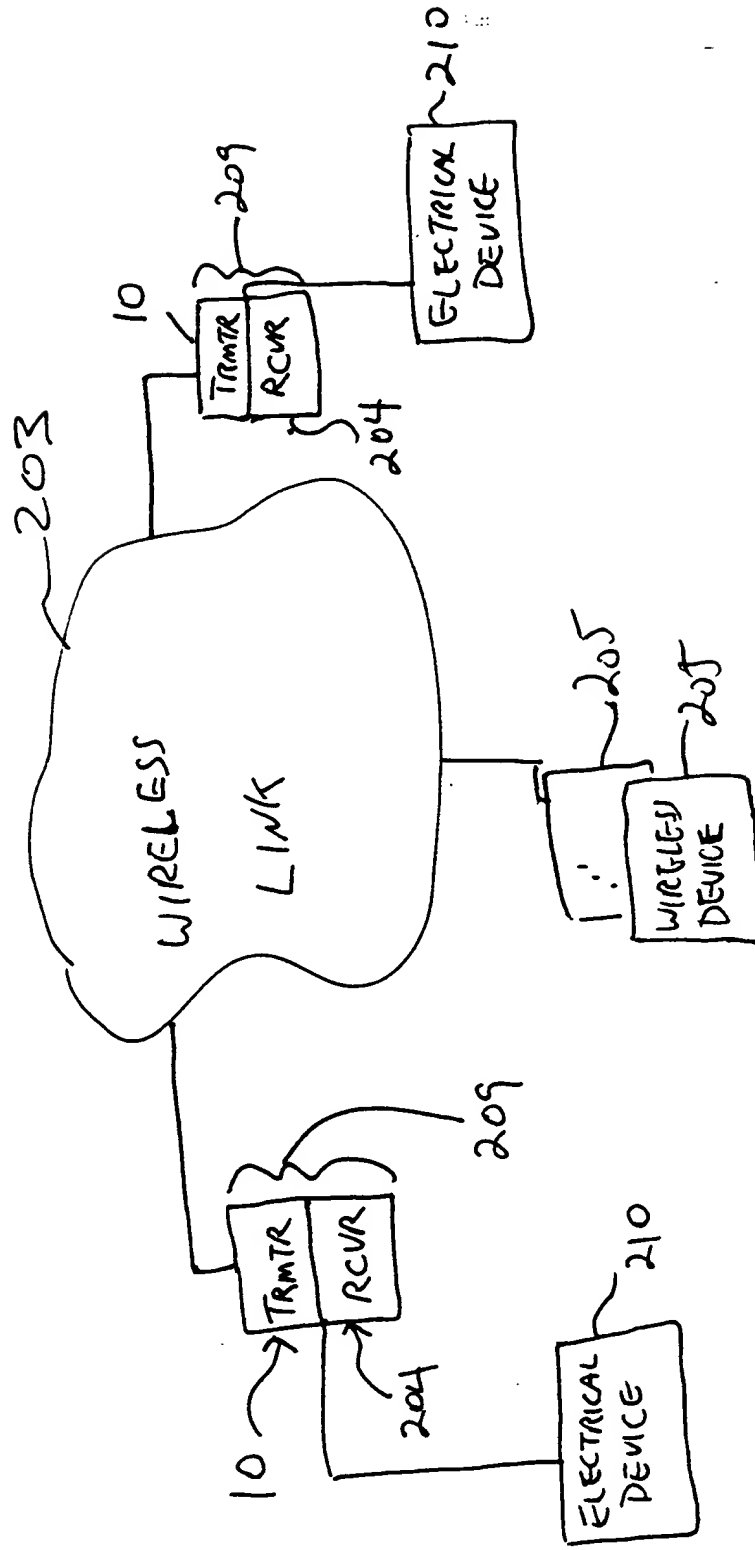 203
WIRELESS
LINK
10
TRMTR
RCVR
209
204
ELECTRICAL
DEVICE
210
10
TRMTR
RCVR
209
204
ELECTRICAL
DEVICE
210
205
WIRELESS
DEVICE
205